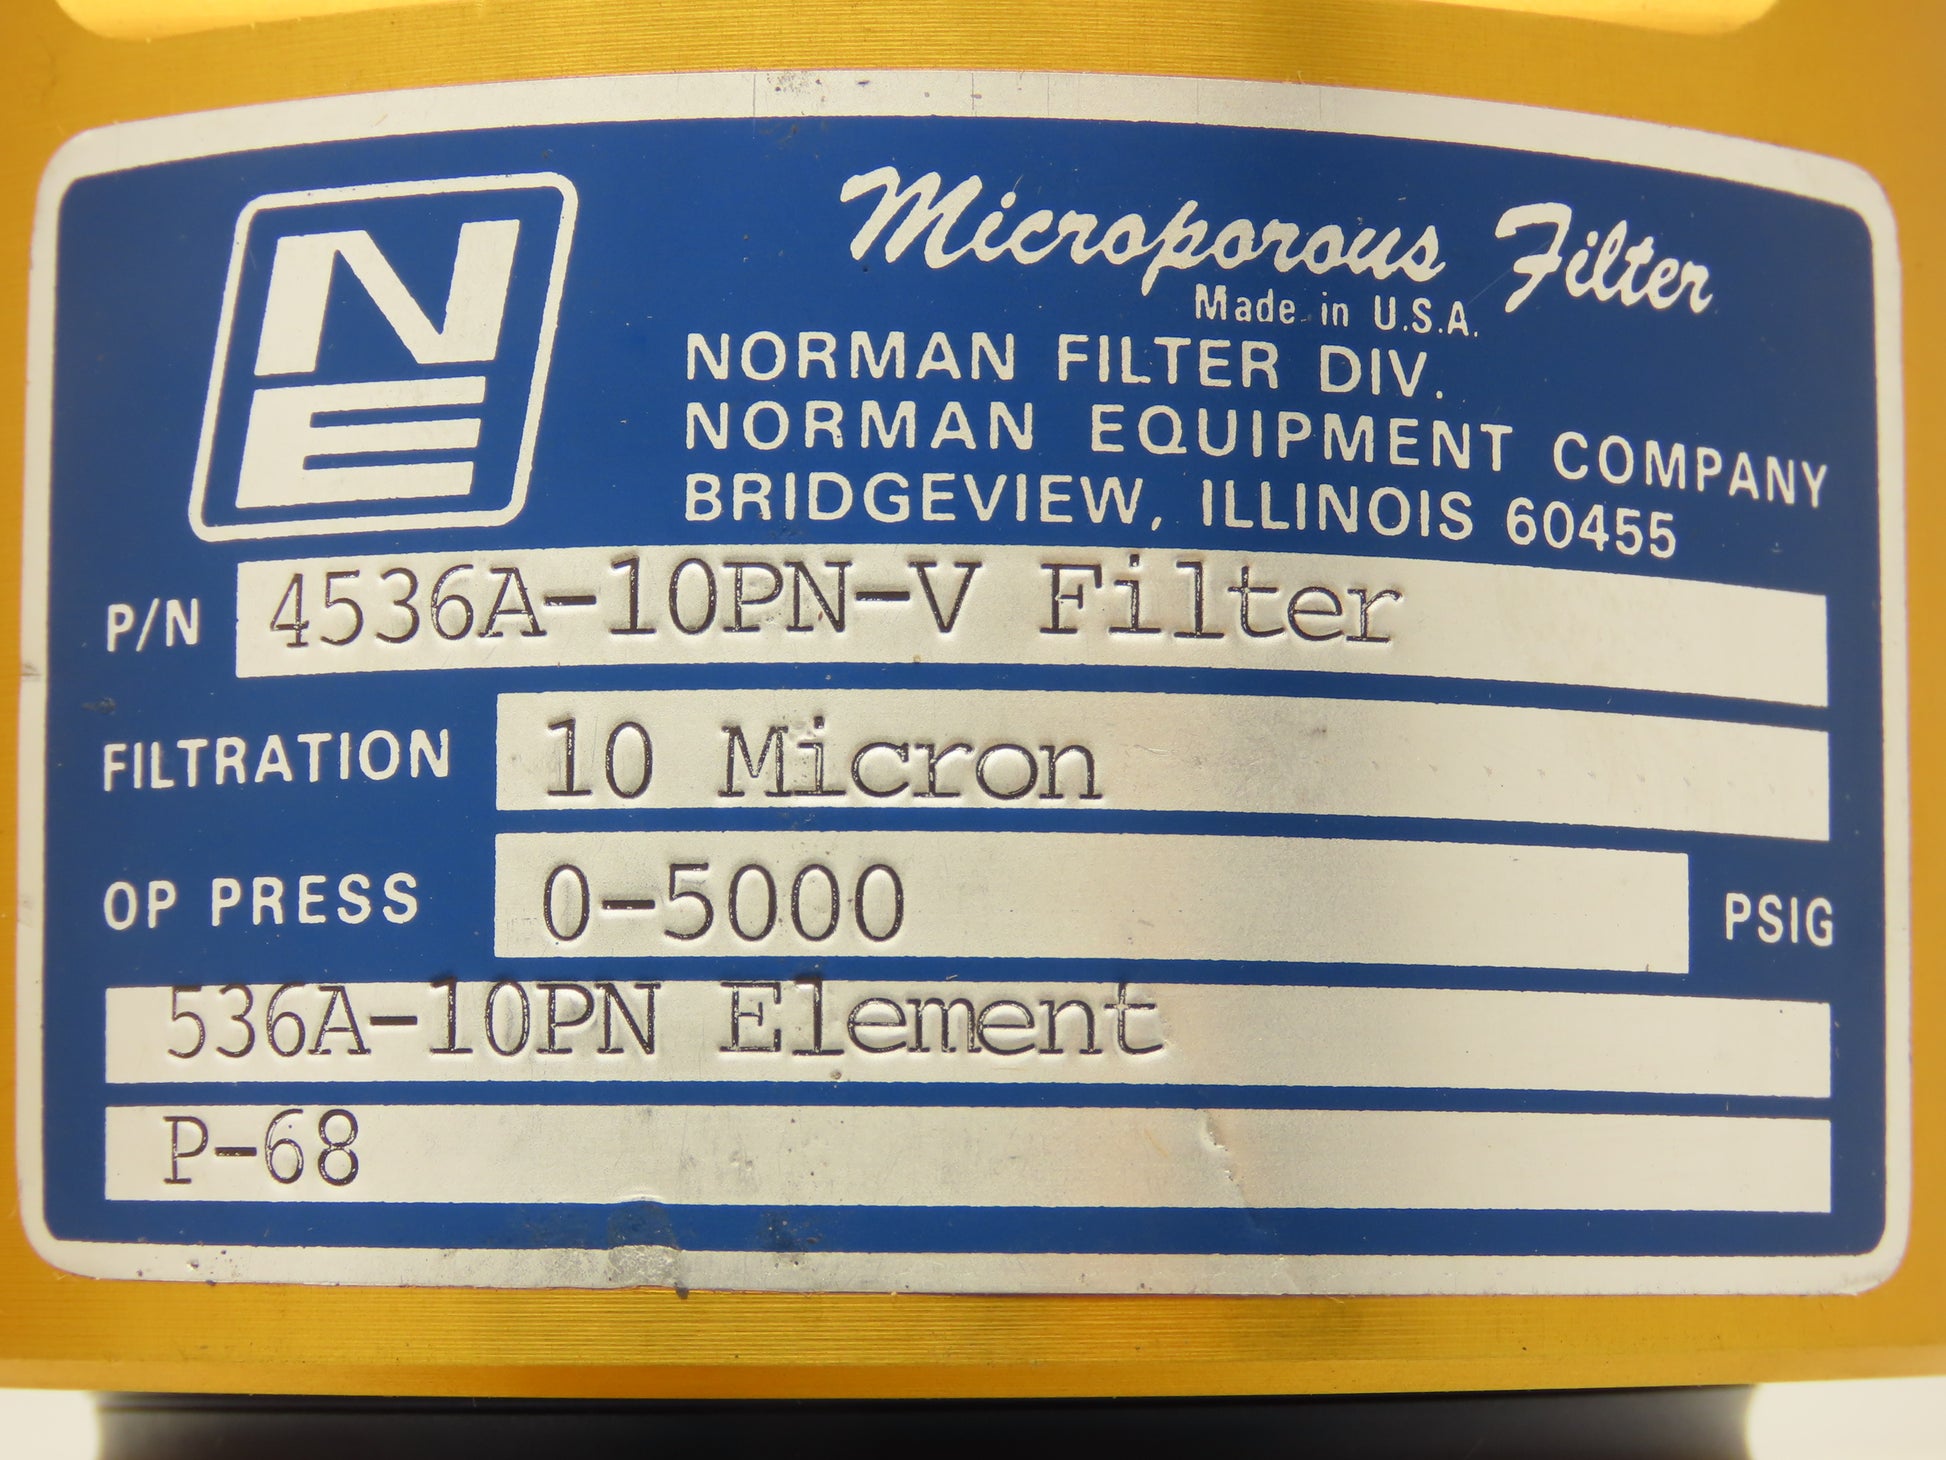 NE
Microporous Filter
Made in U.S.A.
NORMAN FILTER DIV.
NORMAN EQUIPMENT COMPANY
BRIDGEVIEW, ILLINOIS 60455
P/N 4536A-10PN-V Filter
FILTRATION 10 Micron
OP PRESS 0-5000 PSIG
536A-10PN Element
P-68